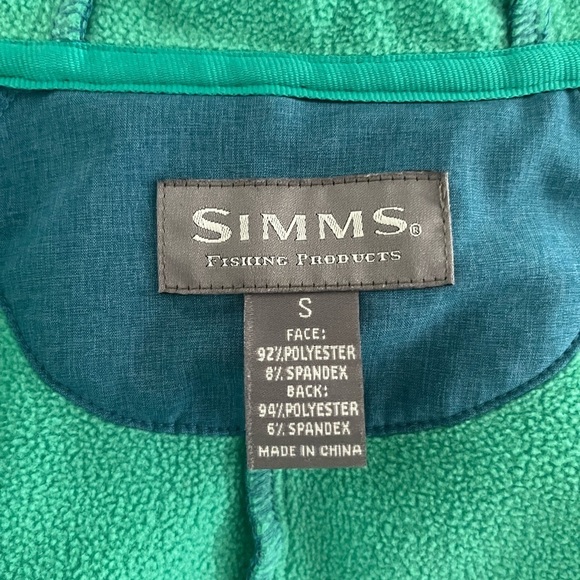 SIMMS®
FISHING PRODUCTS
S
FACE:
92% POLYESTER
8% SPANDEX
BACK:
94% POLYESTER
6% SPANDEX
MADE IN CHINA